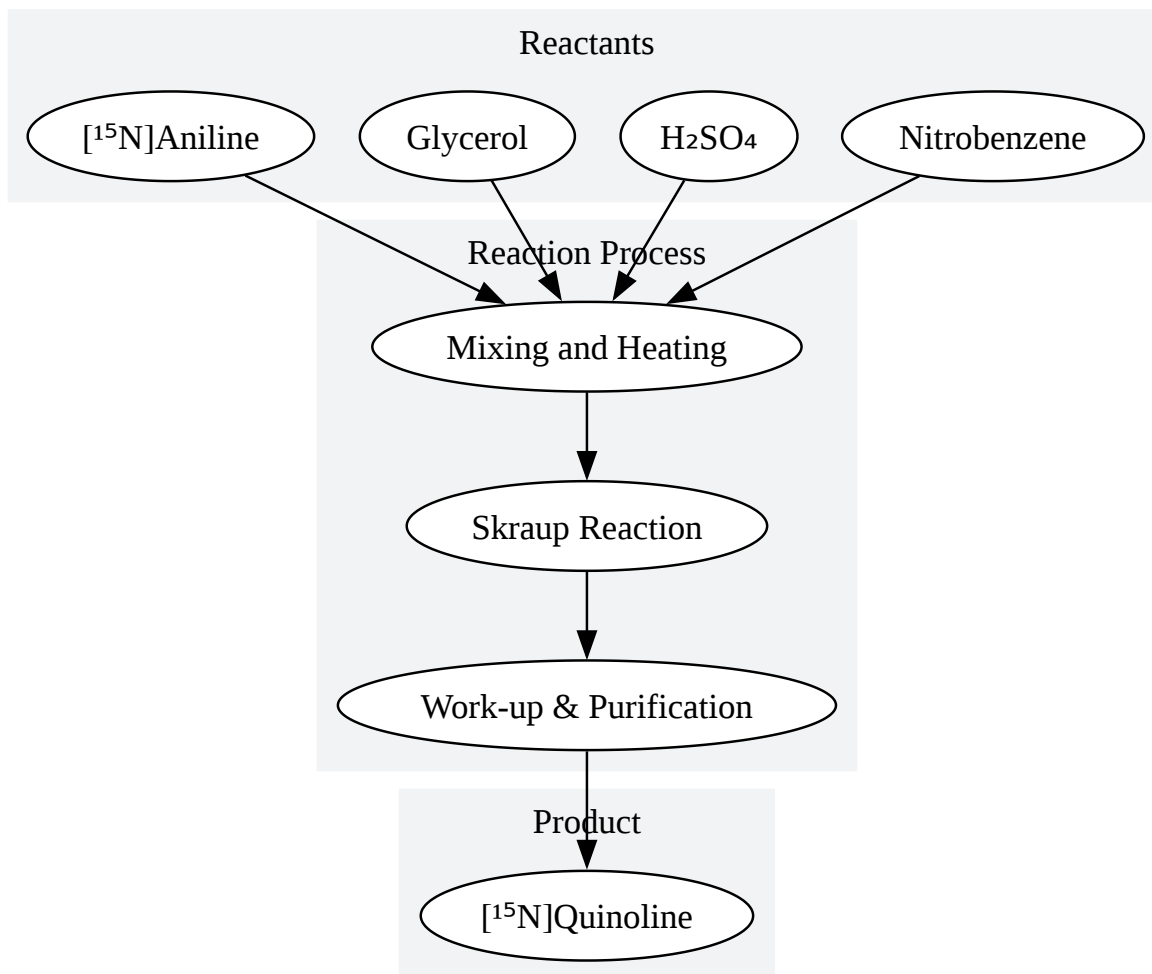 Reactants
[¹⁵N]Aniline
Glycerol
H₂SO₄
Nitrobenzene
Reaction Process
Mixing and Heating
Skraup Reaction
Work-up & Purification
Product
[¹⁵N]Quinoline